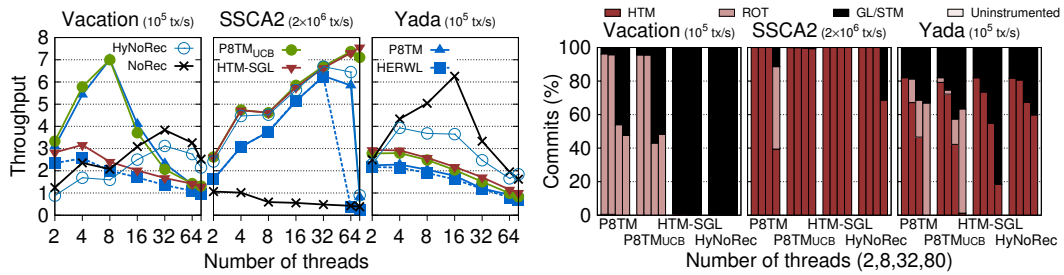 Vacation (10⁵ tx/s)
SSCA2 (2×10⁶ tx/s)
Yada (10⁵ tx/s)
Throughput
8
7
6
5
4
3
2
1
0
HyNoRec
NoRec
P8TMUCB
HTM-SGL
P8TM
HERWL
2 4 8 16 32 64
2 4 8 16 32 64
2 4 8 16 32 64
Number of threads
HTM
ROT
GL/STM
Uninstrumented
Vacation (10⁵ tx/s)
SSCA2 (2×10⁶ tx/s)
Yada (10⁵ tx/s)
Commits (%)
100
80
60
40
20
0
P8TM HTM-SGL
P8TMUCB HyNoRec
P8TM HTM-SGL
P8TMUCB HyNoRec
P8TM HTM-SGL
P8TMUCB HyNoRec
Number of threads (2,8,32,80)